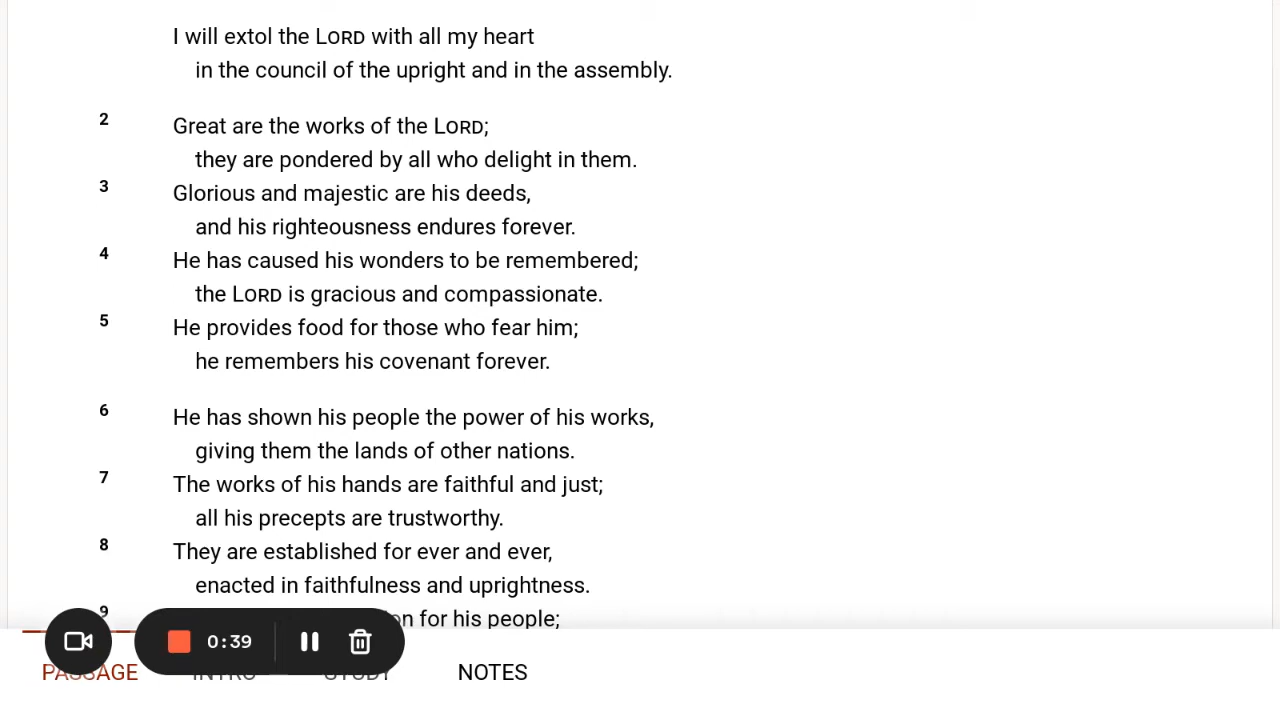 I will extol the LORD with all my heart
in the council of the upright and in the assembly.
2 Great are the works of the LORD;
they are pondered by all who delight in them.
3 Glorious and majestic are his deeds,
and his righteousness endures forever.
4 He has caused his wonders to be remembered;
the LORD is gracious and compassionate.
5 He provides food for those who fear him;
he remembers his covenant forever.
6 He has shown his people the power of his works,
giving them the lands of other nations.
7 The works of his hands are faithful and just;
all his precepts are trustworthy.
8 They are established for ever and ever,
enacted in faithfulness and uprightness.
9 for his people;
0:39
PASSAGE INTRO STUDY NOTES